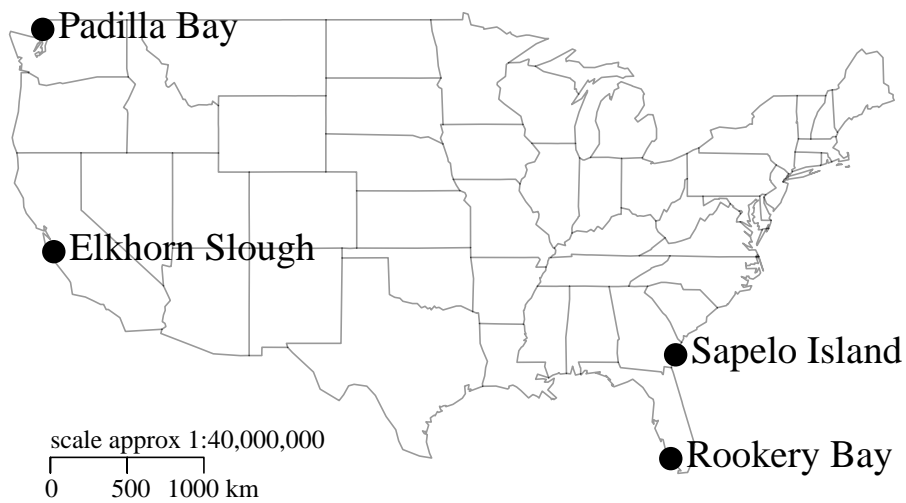 Padilla Bay
Elkhorn Slough
Sapelo Island
Rookery Bay
scale approx 1:40,000,000
0 500 1000 km